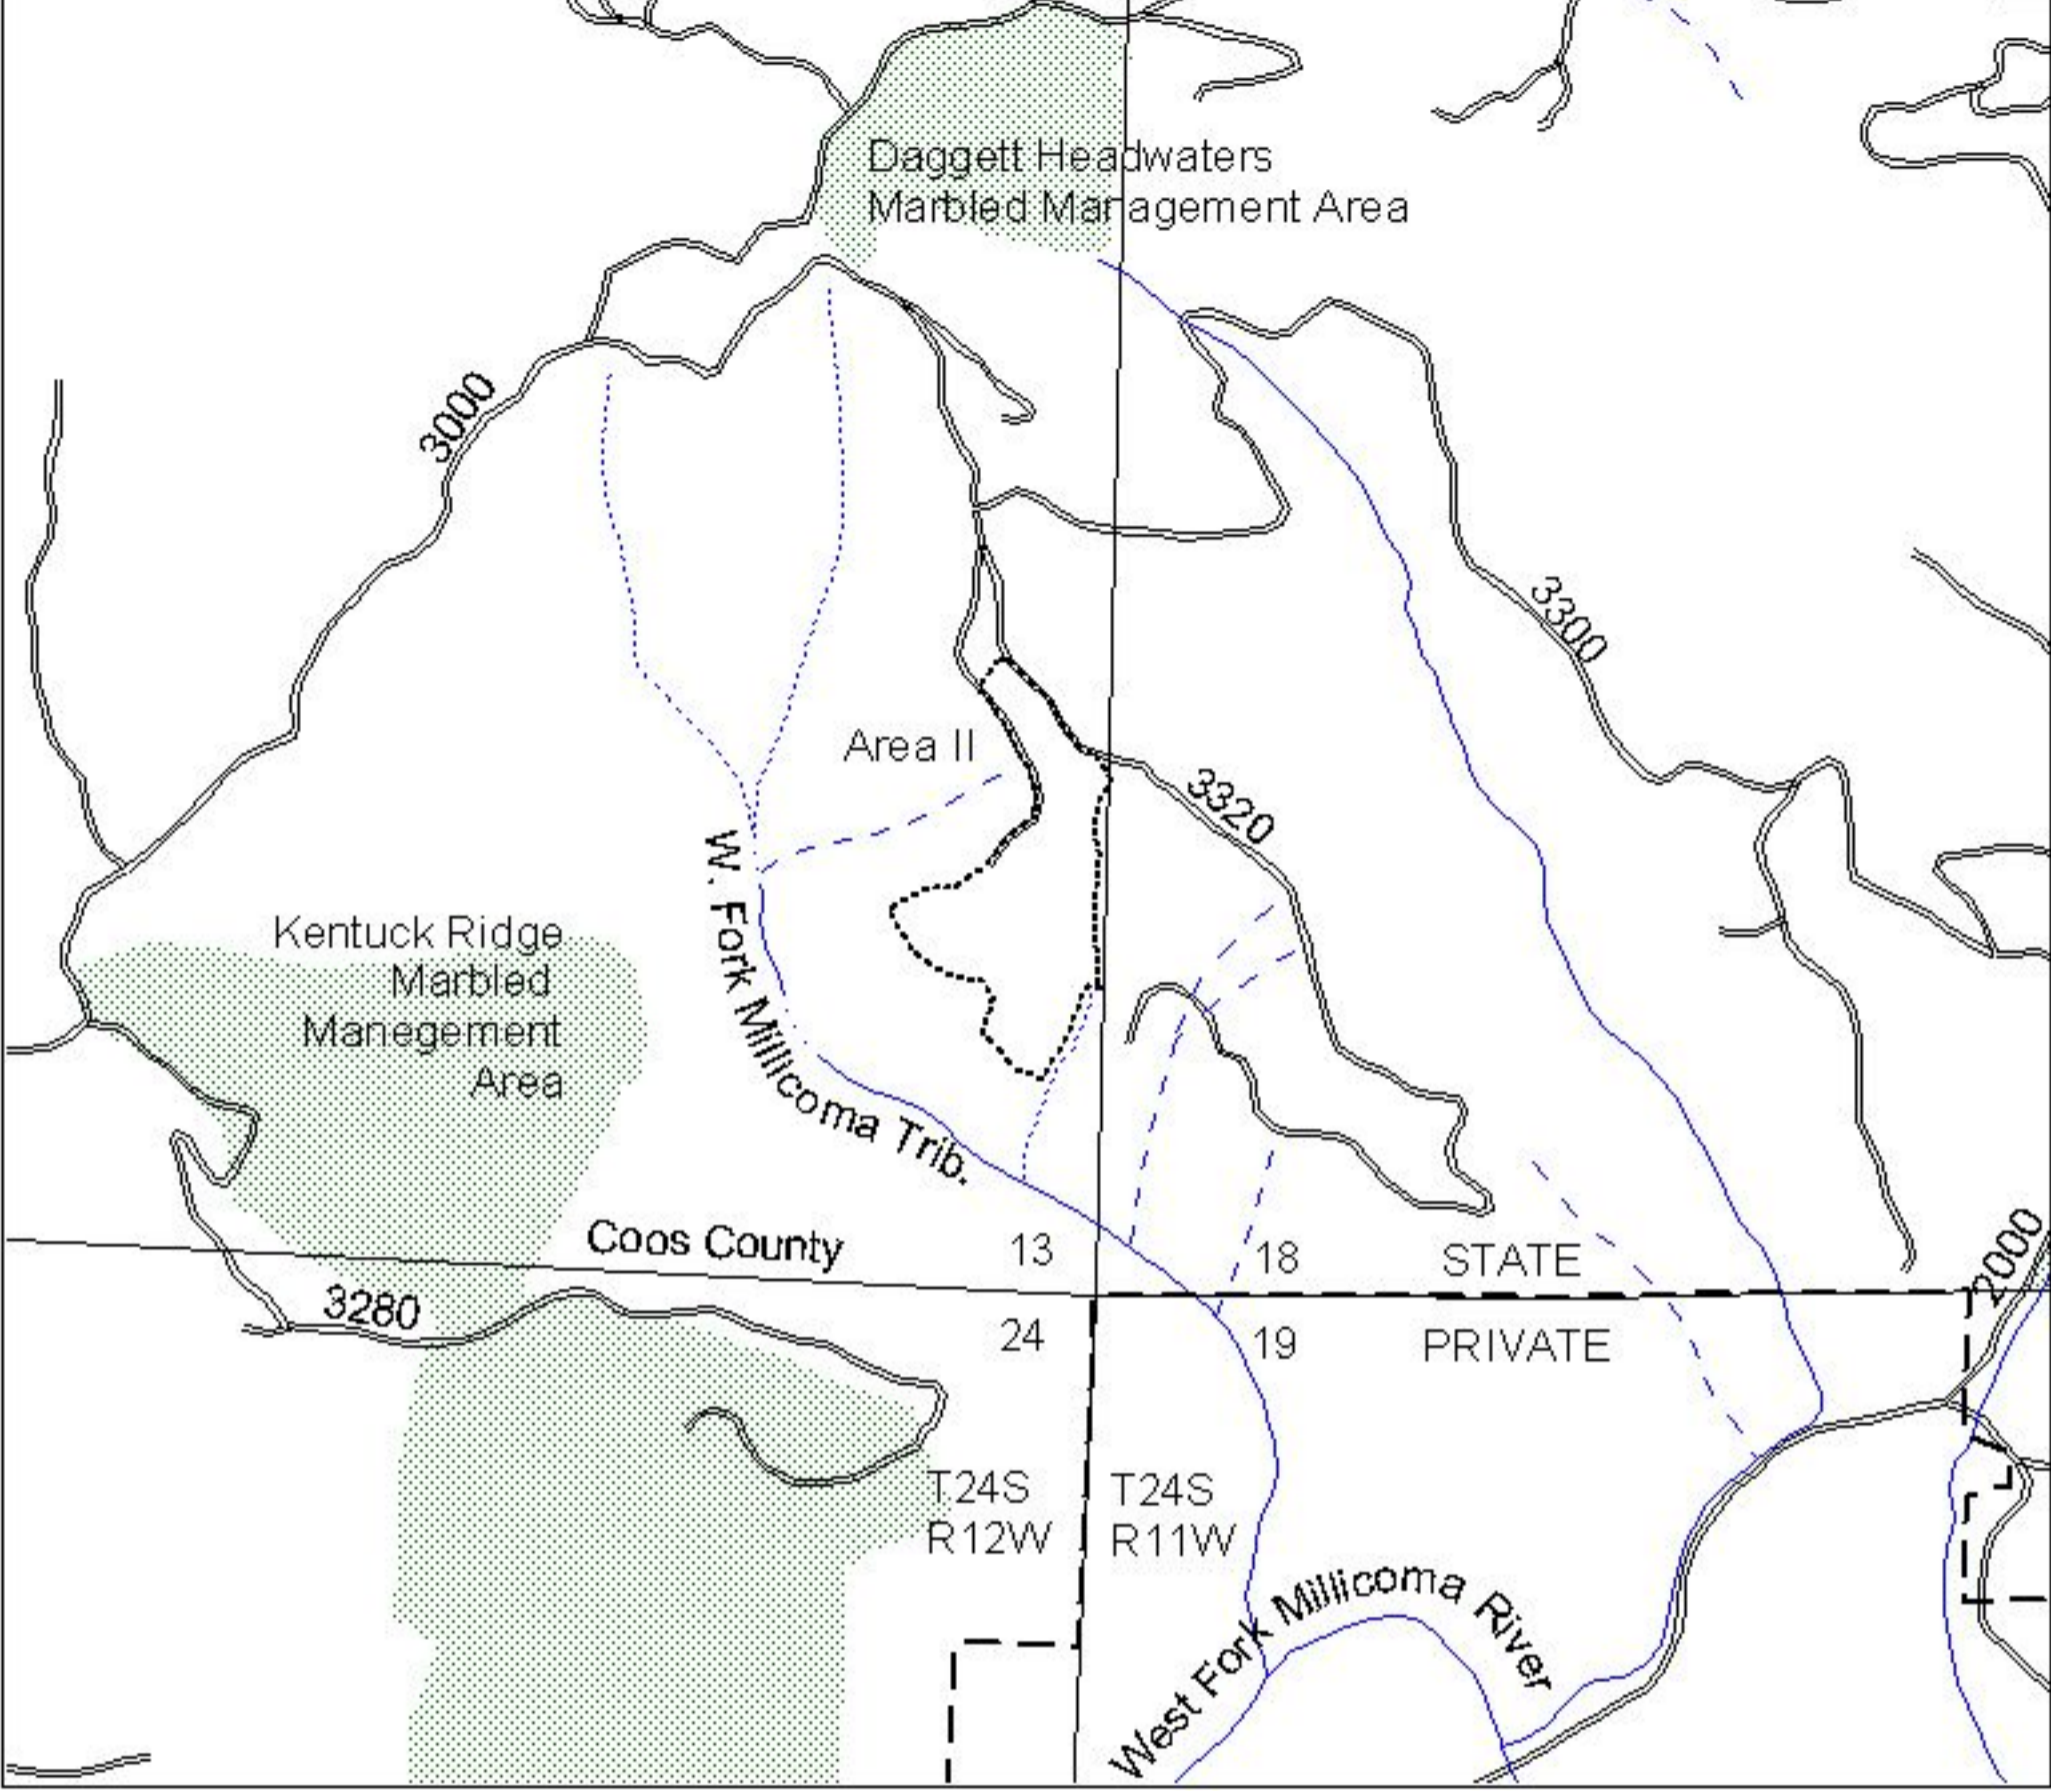 Daggett Headwaters
Marbled Management Area
3000
3300
Area II
3320
W. Fork Millicoma Trib.
Kentuck Ridge
Marbled
Manegement
Area
Coos County
13
18
STATE
2000
3280
24
19
PRIVATE
T24S
R12W
T24S
R11W
West Fork Millicoma River